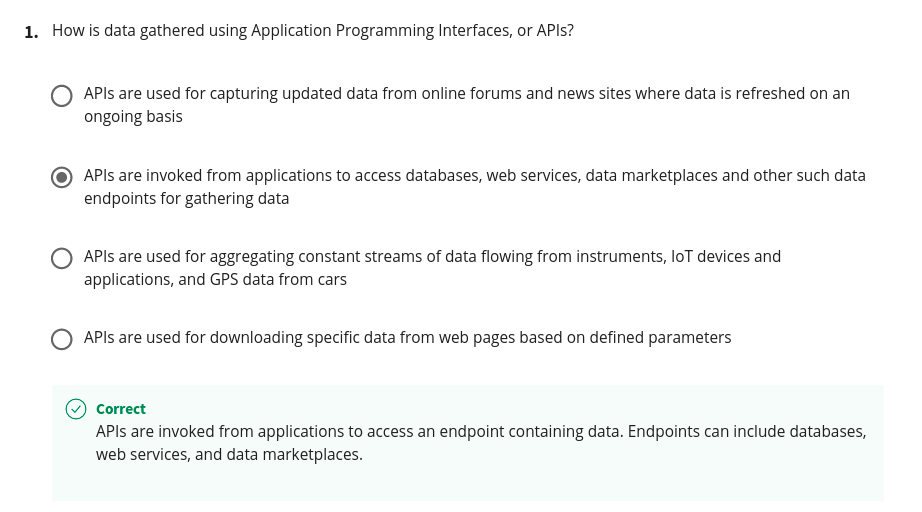 1. How is data gathered using Application Programming Interfaces, or APIs?
APIs are used for capturing updated data from online forums and news sites where data is refreshed on an
ongoing basis
APIs are invoked from applications to access databases, web services, data marketplaces and other such data
endpoints for gathering data
APIs are used for aggregating constant streams of data flowing from instruments, IoT devices and
applications, and GPS data from cars
APIs are used for downloading specific data from web pages based on defined parameters
Correct
APIs are invoked from applications to access an endpoint containing data. Endpoints can include databases,
web services, and data marketplaces.